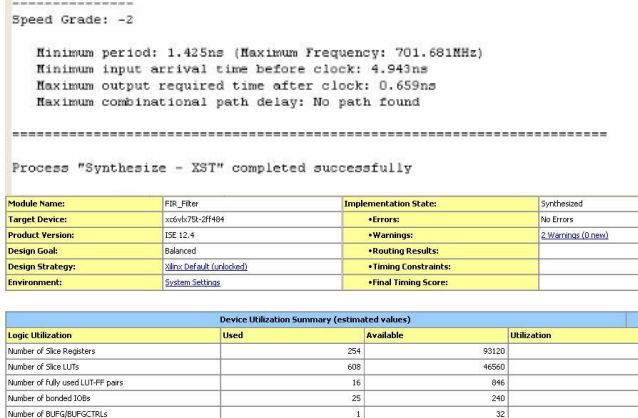 Speed Grade: -2
Minimum period: 1.425ns (Maximum Frequency: 701.681MHz)
Minimum input arrival time before clock: 4.943ns
Maximum output required time after clock: 0.659ns
Maximum combinational path delay: No path found
=========================================================================
Process "Synthesize - XST" completed successfully
Module Name: FIR_Filter Implementation State: Synthesized
Target Device: xc6vlx75t-2ff484 •Errors: No Errors
Product Version: ISE 12.4 •Warnings: 2 Warnings (0 new)
Design Goal: Balanced •Routing Results:
Design Strategy: Xilinx Default (unlocked) •Timing Constraints:
Environment: System Settings •Final Timing Score:
Device Utilization Summary (estimated values)
Logic Utilization Used Available Utilization
Number of Slice Registers 254 93120
Number of Slice LUTs 608 46560
Number of fully used LUT-FF pairs 16 846
Number of bonded IOBs 25 240
Number of BUFG/BUFGCTRLs 1 32